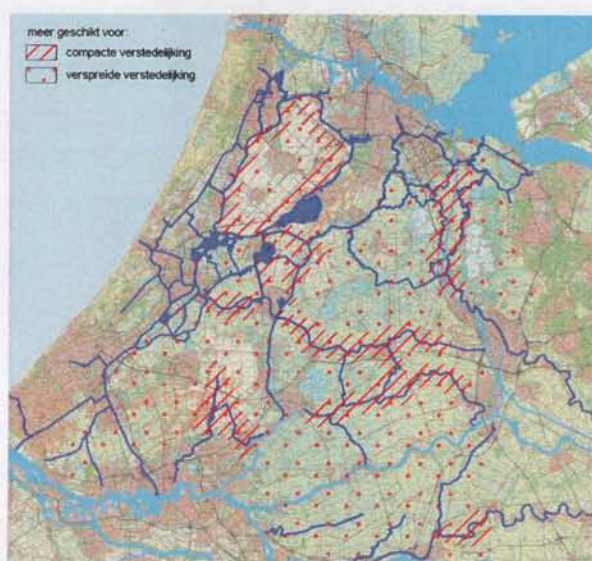 meer geschikt voor:
compacte verstedelijking
verspreide verstedelijking